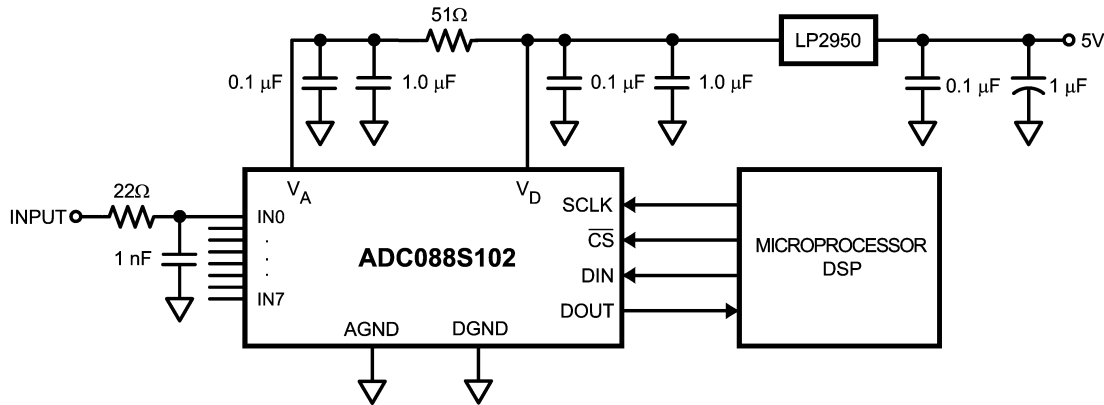 51Ω
LP2950
5V
0.1 µF
1.0 µF
0.1 µF
1.0 µF
0.1 µF
1 µF
22Ω
INPUT
1 nF
V_A
V_D
IN0
.
.
.
IN7
ADC088S102
SCLK
CS
DIN
DOUT
AGND
DGND
MICROPROCESSOR
DSP